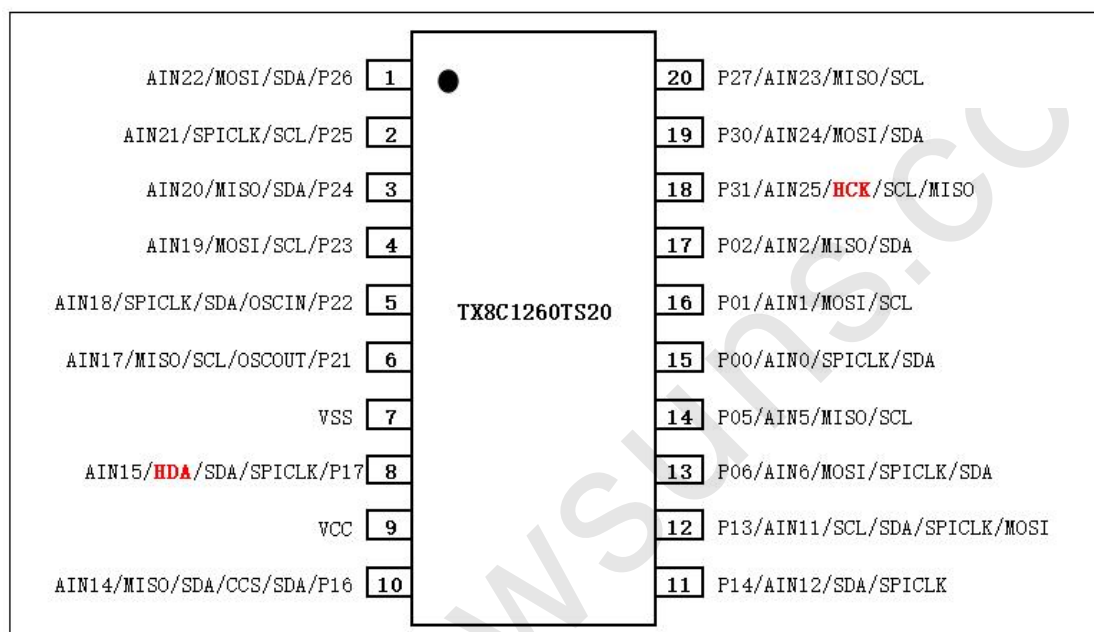 AIN22/MOSI/SDA/P26 1
20 P27/AIN23/MISO/SCL
AIN21/SPICLK/SCL/P25 2
19 P30/AIN24/MOSI/SDA
AIN20/MISO/SDA/P24 3
18 P31/AIN25/HCK/SCL/MISO
AIN19/MOSI/SCL/P23 4
17 P02/AIN2/MISO/SDA
AIN18/SPICLK/SDA/OSCIN/P22 5
TX8C1260TS20
16 P01/AIN1/MOSI/SCL
AIN17/MISO/SCL/OSCOUT/P21 6
15 P00/AIN0/SPICLK/SDA
VSS 7
14 P05/AIN5/MISO/SCL
AIN15/HDA/SDA/SPICLK/P17 8
13 P06/AIN6/MOSI/SPICLK/SDA
VCC 9
12 P13/AIN11/SCL/SDA/SPICLK/MOSI
AIN14/MISO/SDA/CCS/SDA/P16 10
11 P14/AIN12/SDA/SPICLK
wsuns.co